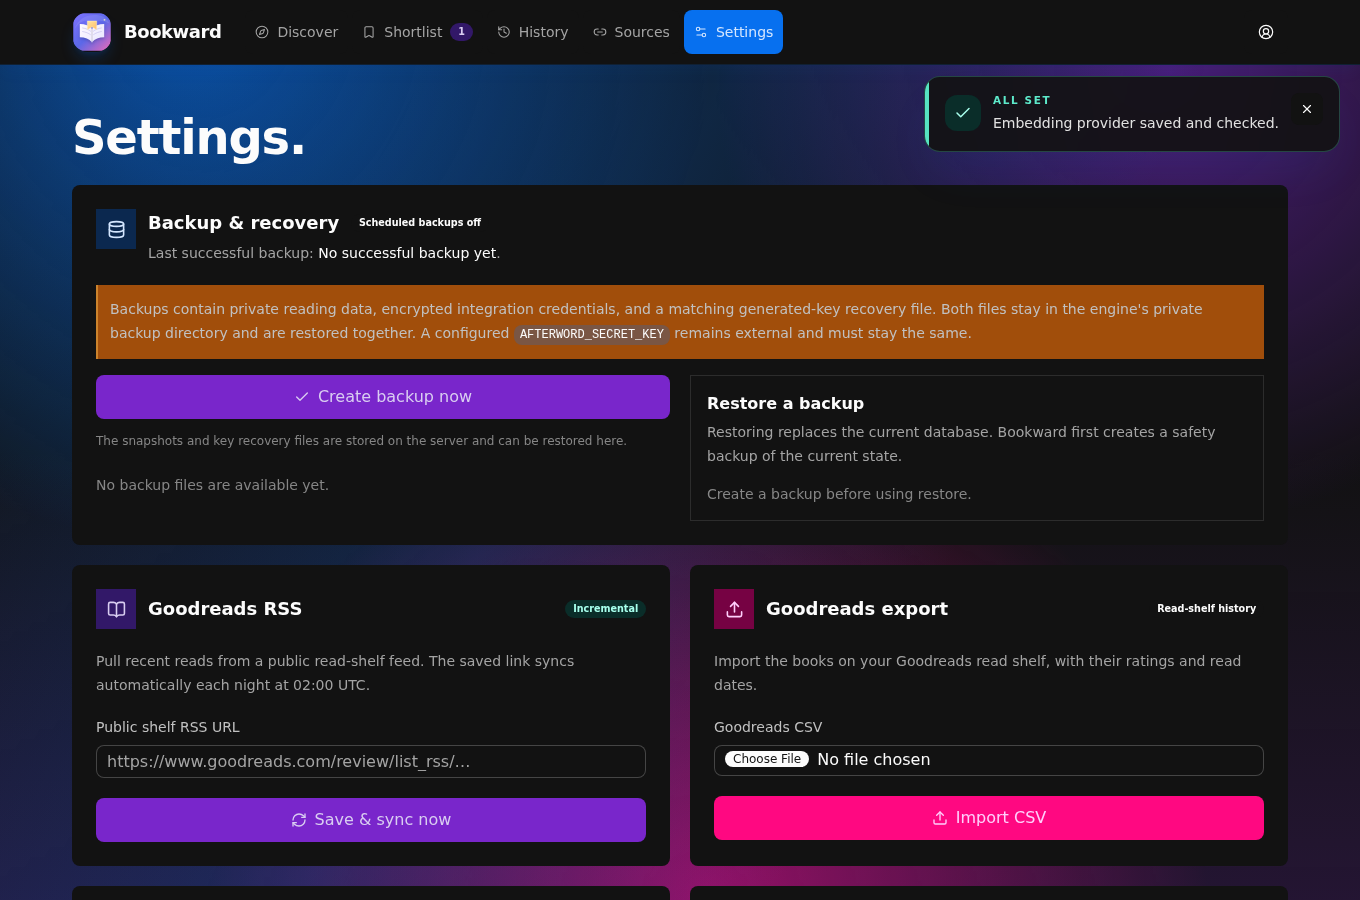 Bookward
Discover
Shortlist 1
History
Sources
Settings
ALL SET
Embedding provider saved and checked.
Settings.
Backup & recovery
Scheduled backups off
Last successful backup: No successful backup yet.
Backups contain private reading data, encrypted integration credentials, and a matching generated-key recovery file. Both files stay in the engine's private
backup directory and are restored together. A configured AFTERWORD_SECRET_KEY remains external and must stay the same.
Create backup now
The snapshots and key recovery files are stored on the server and can be restored here.
No backup files are available yet.
Restore a backup
Restoring replaces the current database. Bookward first creates a safety
backup of the current state.
Create a backup before using restore.
Goodreads RSS
Incremental
Pull recent reads from a public read-shelf feed. The saved link syncs
automatically each night at 02:00 UTC.
Public shelf RSS URL
https://www.goodreads.com/review/list_rss/...
Save & sync now
Goodreads export
Read-shelf history
Import the books on your Goodreads read shelf, with their ratings and read
dates.
Goodreads CSV
Choose File No file chosen
Import CSV